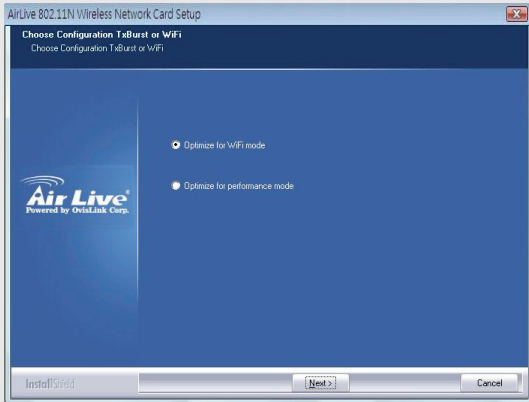 AirLive 802.11N Wireless Network Card Setup
Choose Configuration TxBurst or WiFi
Choose Configuration TxBurst or WiFi
Optimize for WiFi mode
Optimize for performance mode
Air Live®
Powered by OvisLink Corp.
InstallShield
Next >
Cancel